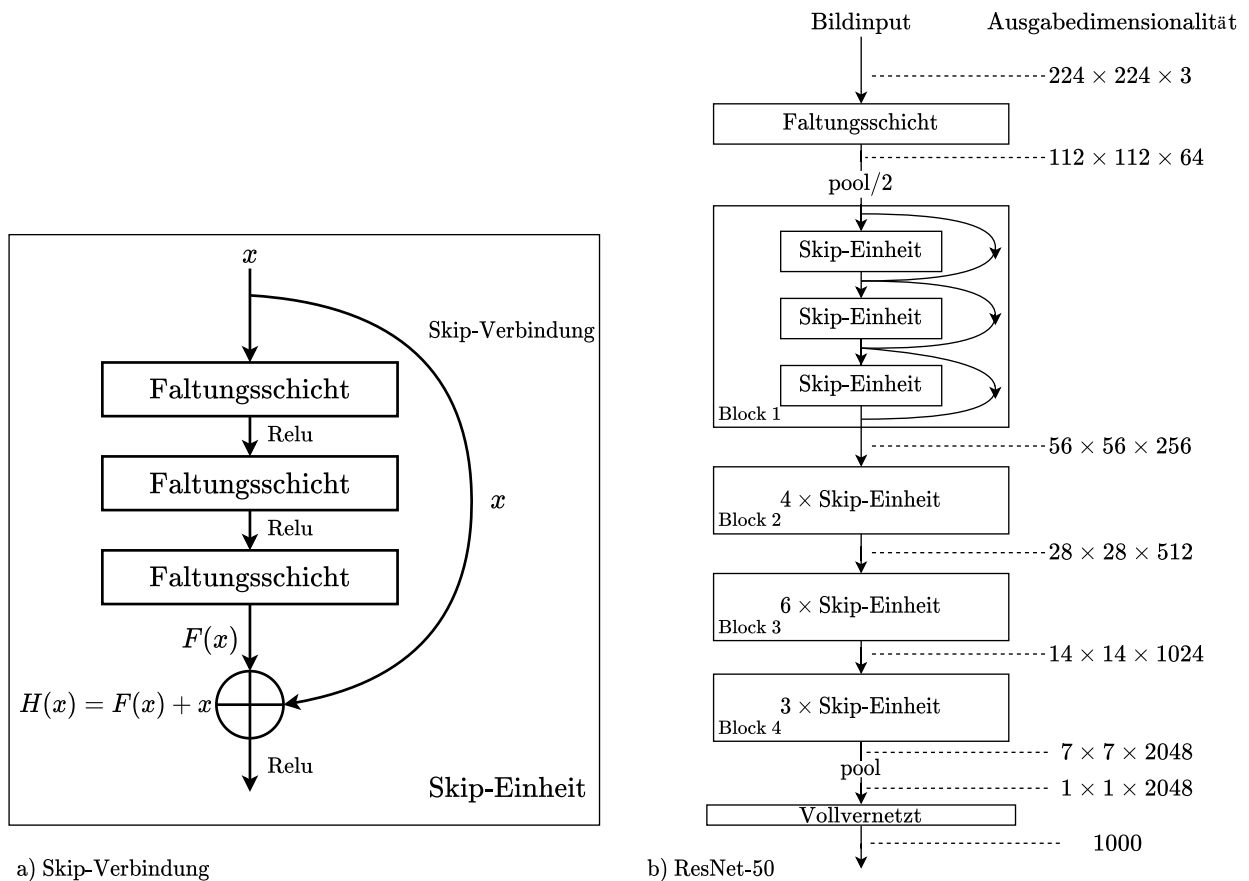 x
Skip-Verbindung
Faltungsschicht
Relu
Faltungsschicht
x
Relu
Faltungsschicht
F(x)
H(x) = F(x) + x
Relu
Skip-Einheit
a) Skip-Verbindung
Bildinput
Ausgabedimensionalität
224 × 224 × 3
Faltungsschicht
112 × 112 × 64
pool/2
Skip-Einheit
Skip-Einheit
Skip-Einheit
Block 1
56 × 56 × 256
4 × Skip-Einheit
Block 2
28 × 28 × 512
6 × Skip-Einheit
Block 3
14 × 14 × 1024
3 × Skip-Einheit
Block 4
7 × 7 × 2048
pool
1 × 1 × 2048
Vollvernetzt
1000
b) ResNet-50